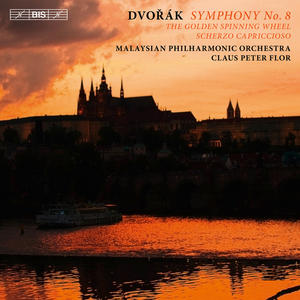 BIS
DVOŘÁK SYMPHONY No. 8
THE GOLDEN SPINNING WHEEL
SCHERZO CAPRICCIOSO
MALAYSIAN PHILHARMONIC ORCHESTRA
CLAUS PETER FLOR